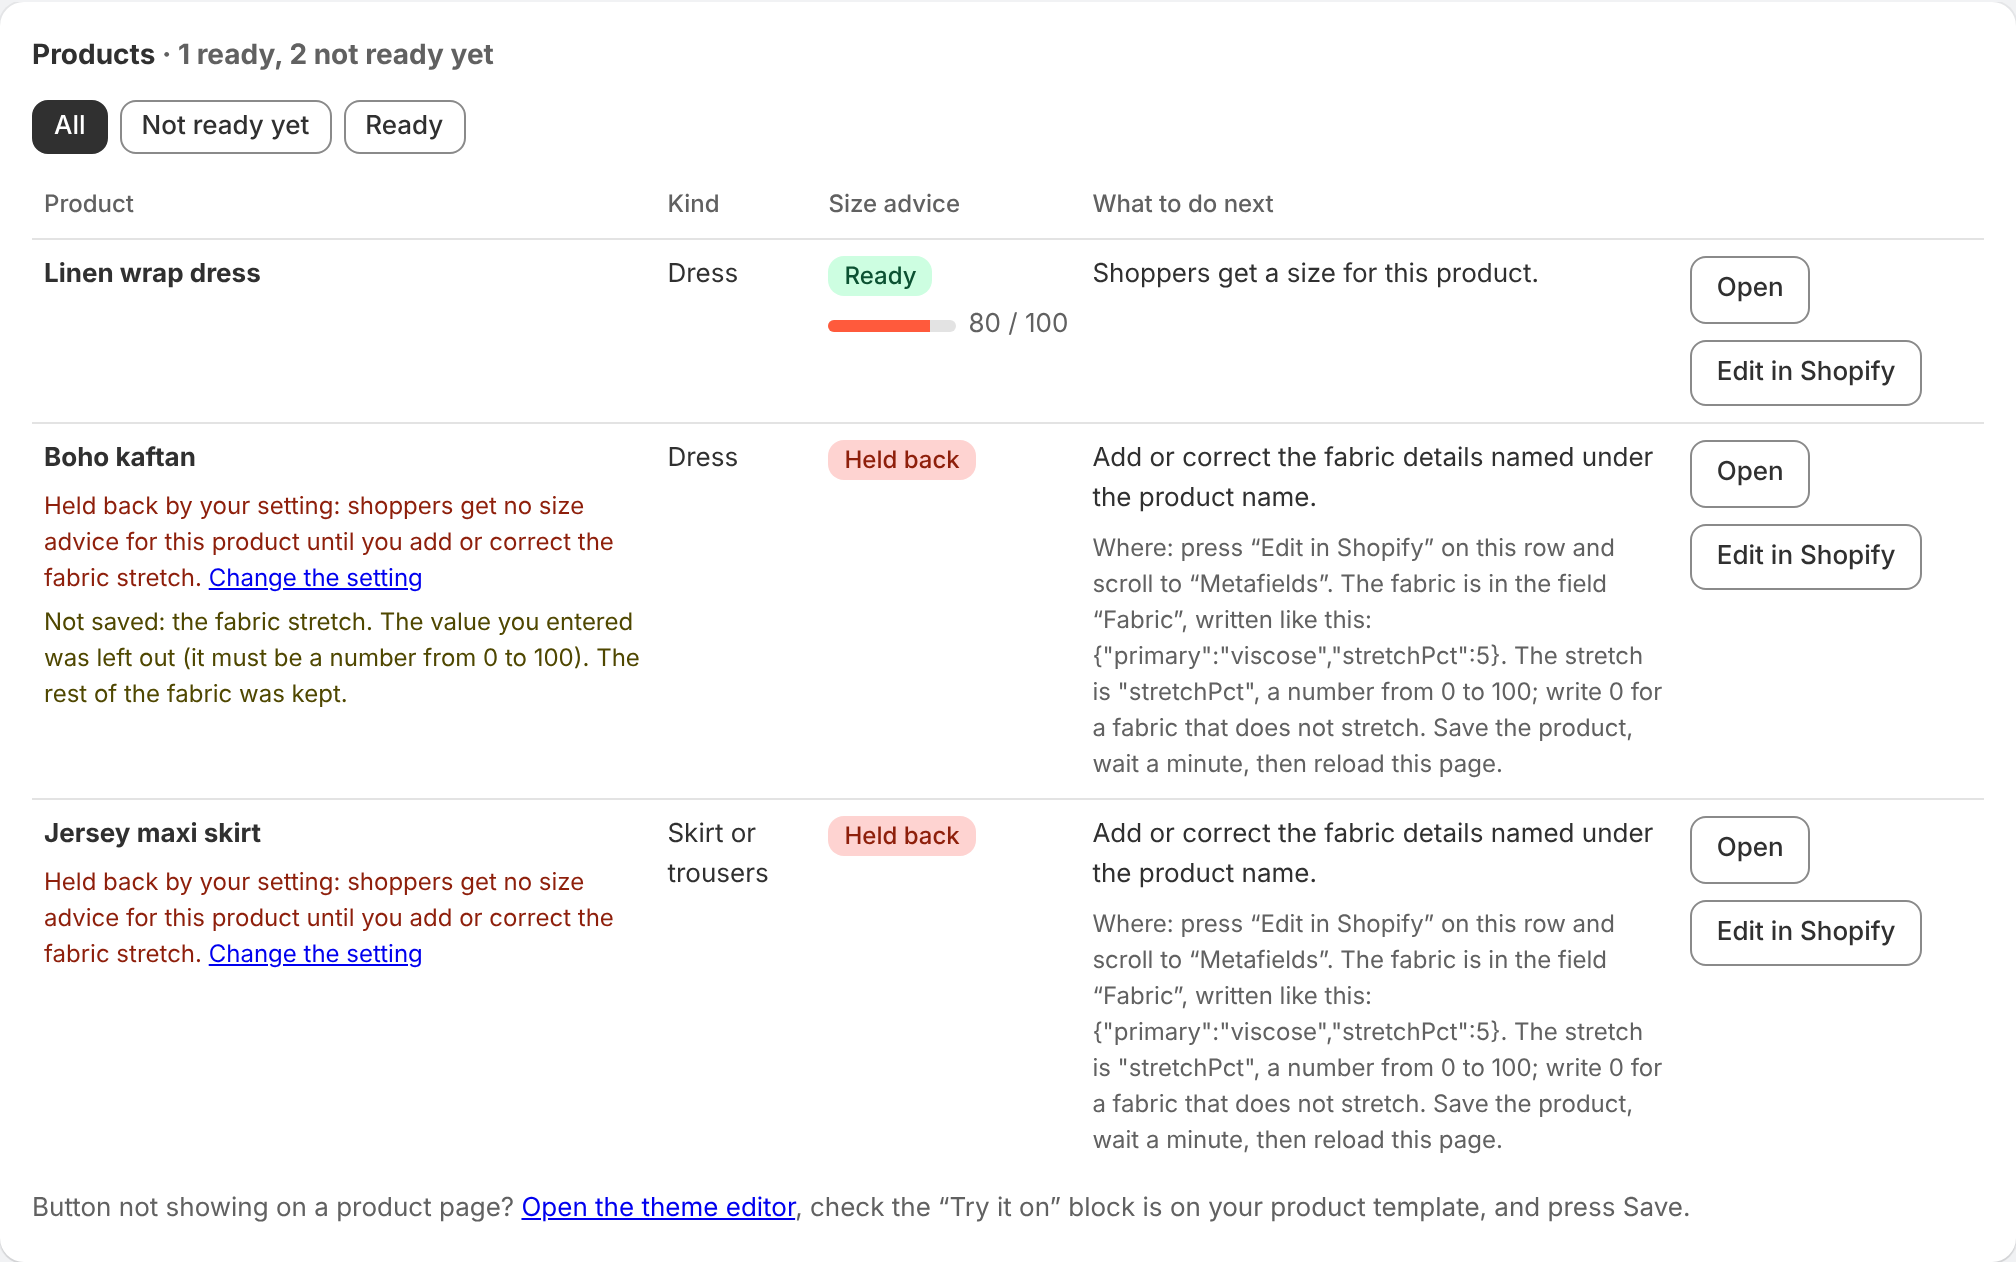 Products · 1 ready, 2 not ready yet
All
Not ready yet
Ready
Product
Kind
Size advice
What to do next
Linen wrap dress
Dress
Ready
80 / 100
Shoppers get a size for this product.
Open
Edit in Shopify
Boho kaftan
Held back by your setting: shoppers get no size
advice for this product until you add or correct the
fabric stretch. Change the setting
Not saved: the fabric stretch. The value you entered
was left out (it must be a number from 0 to 100). The
rest of the fabric was kept.
Dress
Held back
Add or correct the fabric details named under
the product name.
Where: press “Edit in Shopify” on this row and
scroll to “Metafields”. The fabric is in the field
“Fabric”, written like this:
{"primary":"viscose","stretchPct":5}. The stretch
is "stretchPct", a number from 0 to 100; write 0 for
a fabric that does not stretch. Save the product,
wait a minute, then reload this page.
Open
Edit in Shopify
Jersey maxi skirt
Held back by your setting: shoppers get no size
advice for this product until you add or correct the
fabric stretch. Change the setting
Skirt or
trousers
Held back
Add or correct the fabric details named under
the product name.
Where: press “Edit in Shopify” on this row and
scroll to “Metafields”. The fabric is in the field
“Fabric”, written like this:
{"primary":"viscose","stretchPct":5}. The stretch
is "stretchPct", a number from 0 to 100; write 0 for
a fabric that does not stretch. Save the product,
wait a minute, then reload this page.
Open
Edit in Shopify
Button not showing on a product page? Open the theme editor, check the “Try it on” block is on your product template, and press Save.